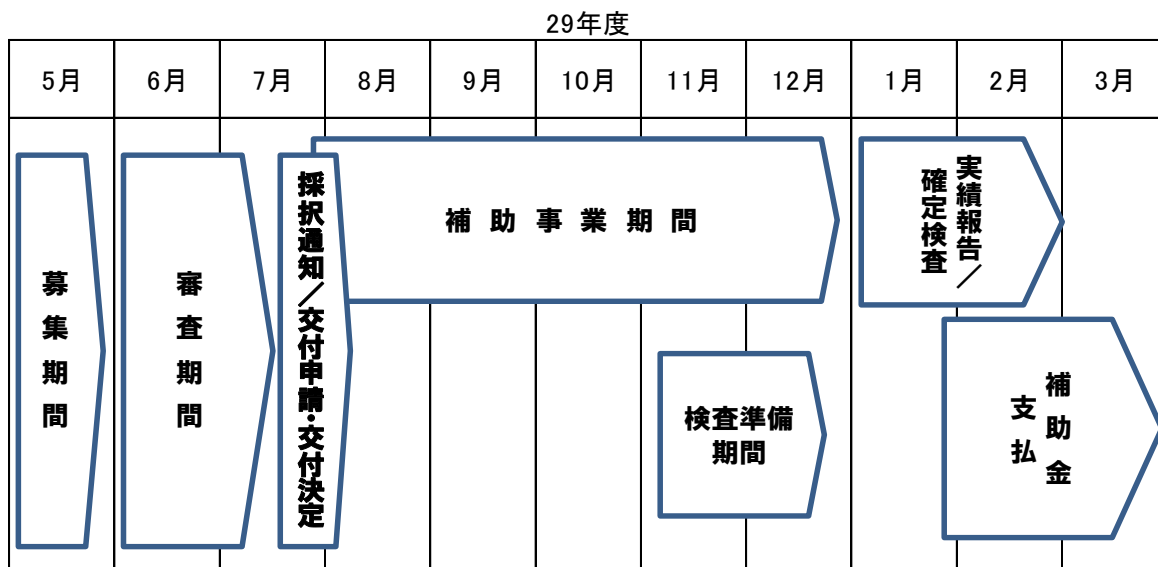 29年度
5月
6月
7月
8月
9月
10月
11月
12月
1月
2月
3月
募集期間
審査期間
採択通知／交付申請・交付決定
補助事業期間
検査準備
期間
実績報告／
確定検査
補助金
支払